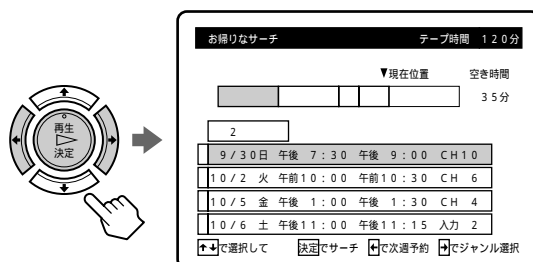 お帰りなサーチ テープ時間 120分
▼現在位置 空き時間
35分
再生
決定
2
9/30日 午後 7:30 午後 9:00 CH10
10/2 火 午前10:00 午前10:30 CH 6
10/5 金 午後 1:00 午後 1:30 CH 4
10/6 土 午後11:00 午後11:15 入力 2
↑↓で選択して 決定でサーチ ←で次週予約 →でジャンル選択